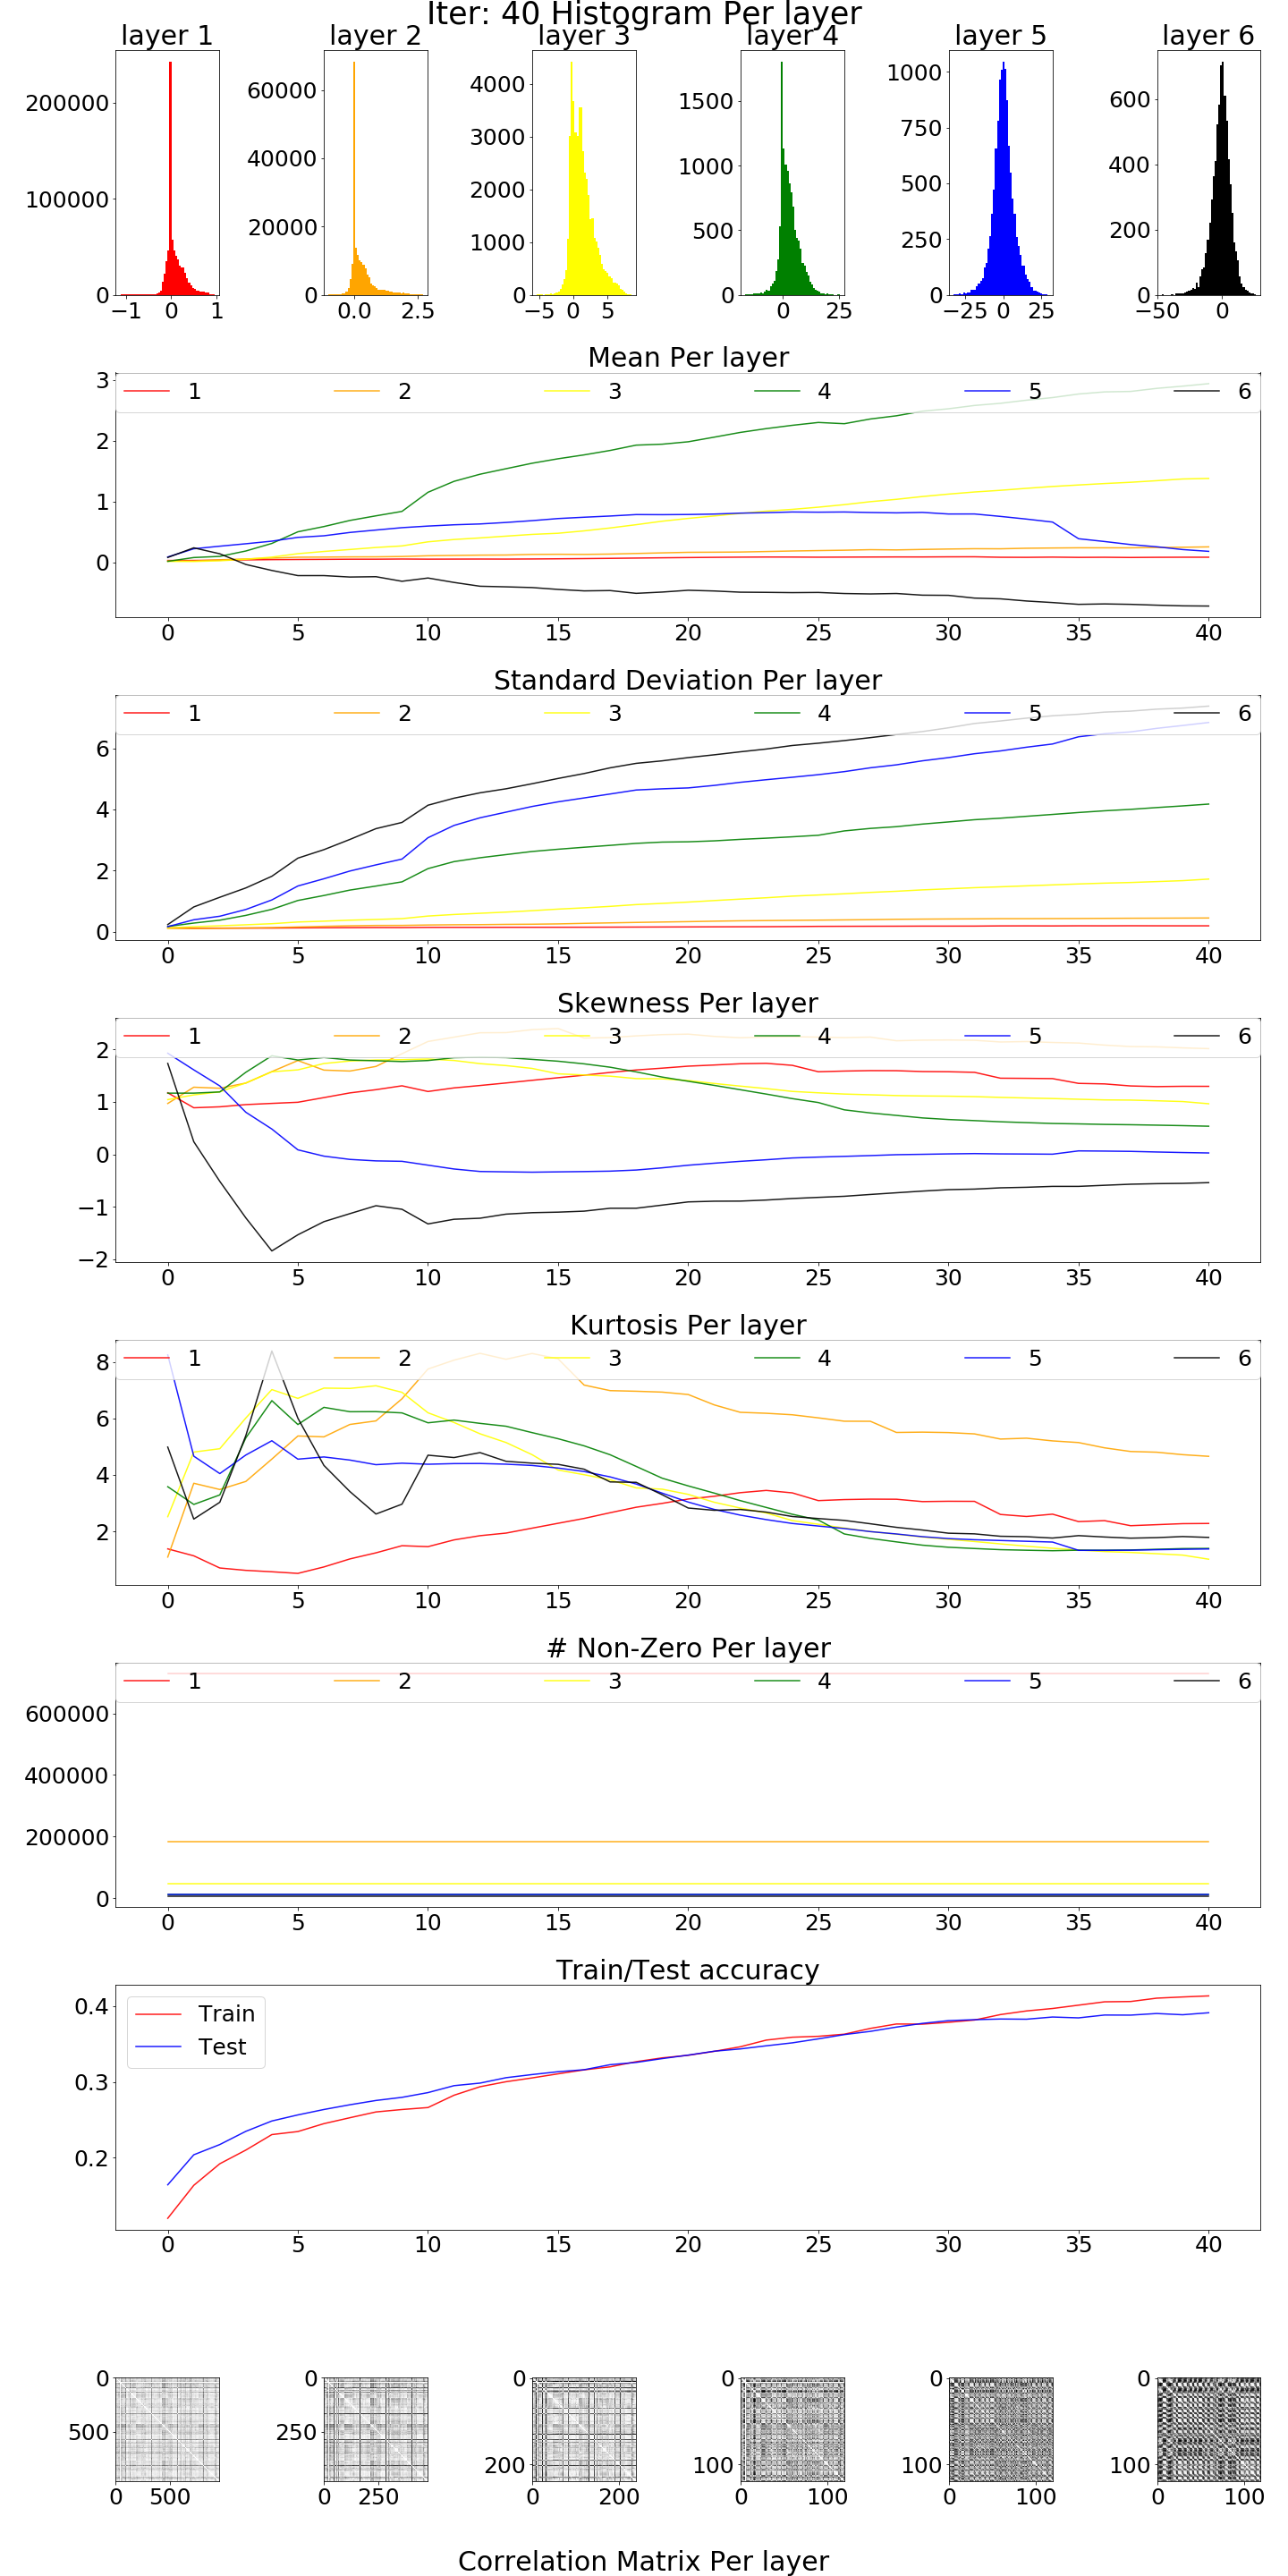 Iter: 40 Histogram Per layer
layer 1 layer 2 layer 3 layer 4 layer 5 layer 6
200000 100000 0 −1 0 1
60000 40000 20000 0 0.0 2.5
4000 3000 2000 1000 0 −5 0 5
1500 1000 500 0 0 25
1000 750 500 250 0 −25 0 25
600 400 200 0 −50 0
Mean Per layer
1 2 3 4 5 6
3 2 1 0
0 5 10 15 20 25 30 35 40
Standard Deviation Per layer
1 2 3 4 5 6
6 4 2 0
0 5 10 15 20 25 30 35 40
Skewness Per layer
1 2 3 4 5 6
2 1 0 −1 −2
0 5 10 15 20 25 30 35 40
Kurtosis Per layer
1 2 3 4 5 6
8 6 4 2
0 5 10 15 20 25 30 35 40
# Non-Zero Per layer
1 2 3 4 5 6
600000 400000 200000 0
0 5 10 15 20 25 30 35 40
Train/Test accuracy
Train
Test
0.4 0.3 0.2
0 5 10 15 20 25 30 35 40
0 500 0 500
0 250 0 250
0 200 0 200
0 100 0 100
0 100 0 100
0 100 0 100
Correlation Matrix Per layer